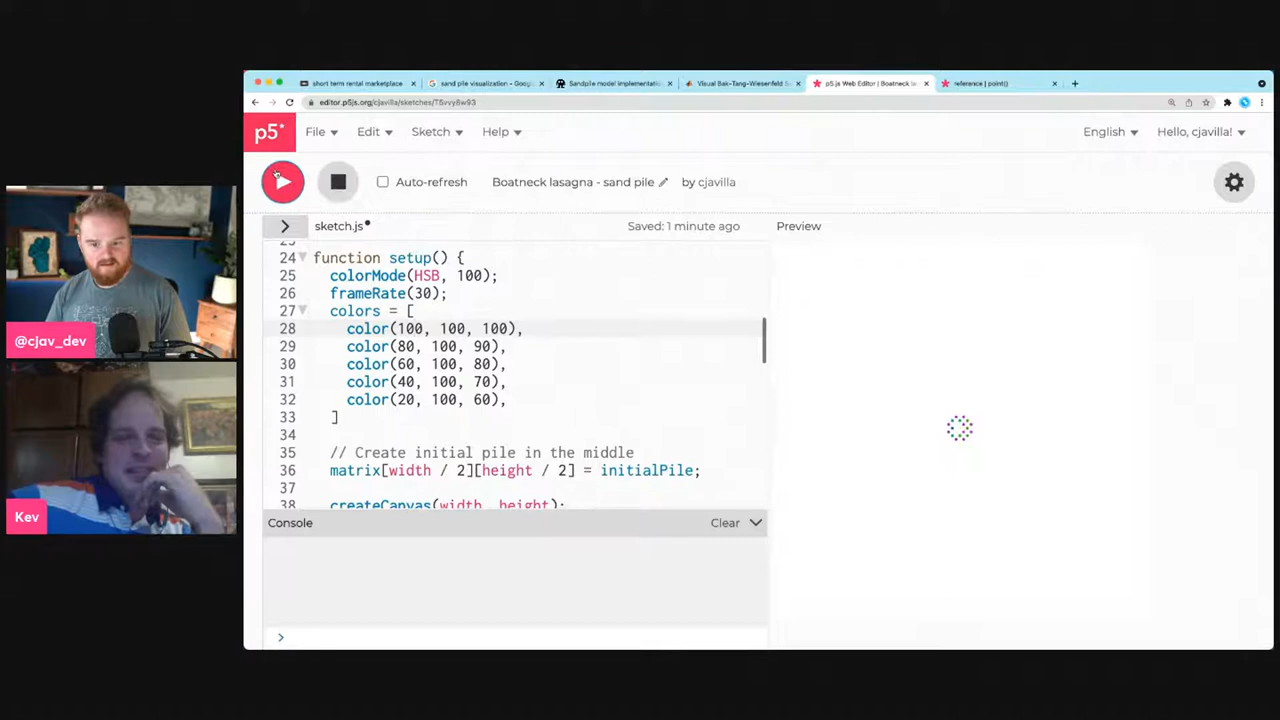 short term rental marketplace
sand pile visualization - Goog
Sandpile model implementatio
Visual Bak-Tang-Wiesenfeld S
p5.js Web Editor | Boatneck la
reference | point()
editor.p5js.org/cjavilla/sketches/T5vvy8w93
p5*
File
Edit
Sketch
Help
English
Hello, cjavilla!
Auto-refresh
Boatneck lasagna - sand pile
by cjavilla
sketch.js
Saved: 1 minute ago
Preview
23
24 function setup() {
25 colorMode(HSB, 100);
26 frameRate(30);
27 colors = [
28 color(100, 100, 100),
29 color(80, 100, 90),
30 color(60, 100, 80),
31 color(40, 100, 70),
32 color(20, 100, 60),
33 ]
34
35 // Create initial pile in the middle
36 matrix[width / 2][height / 2] = initialPile;
37
38 createCanvas(width, height);
Console
Clear
>
@cjav_dev
Kev